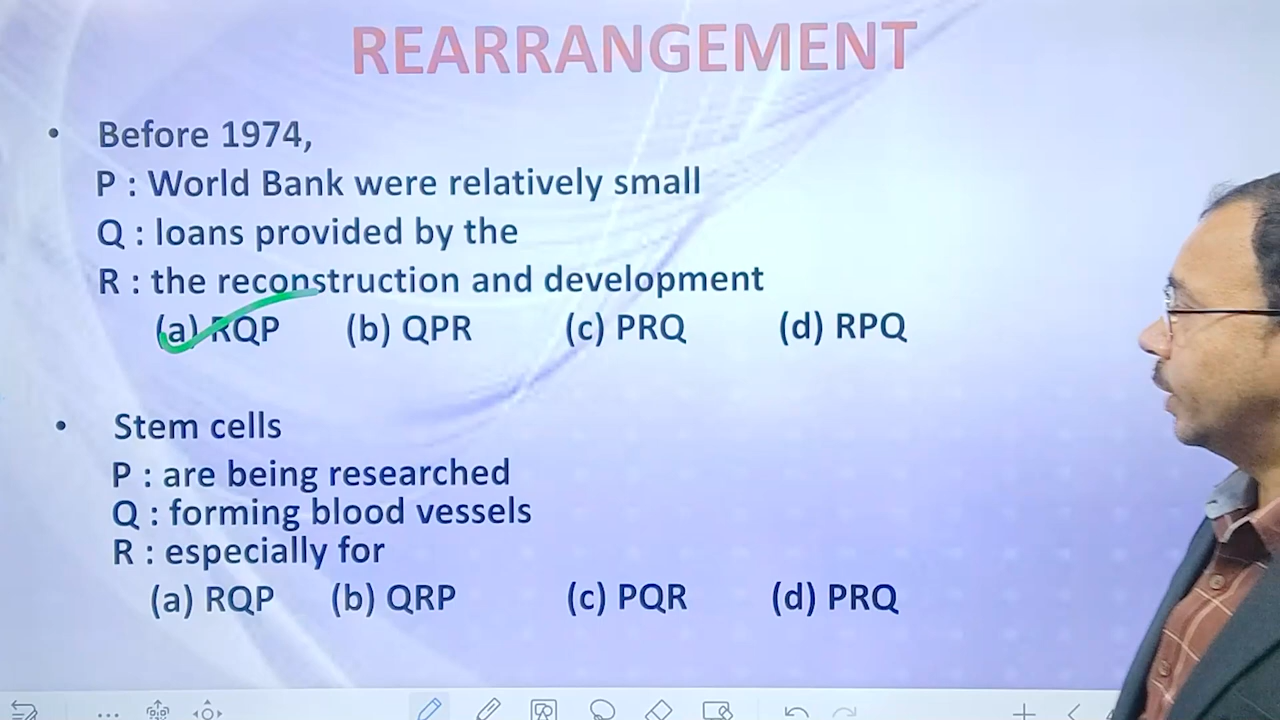 REARRANGEMENT
• Before 1974,
P : World Bank were relatively small
Q : loans provided by the
R : the reconstruction and development
(a) RQP (b) QPR (c) PRQ (d) RPQ
• Stem cells
P : are being researched
Q : forming blood vessels
R : especially for
(a) RQP (b) QRP (c) PQR (d) PRQ